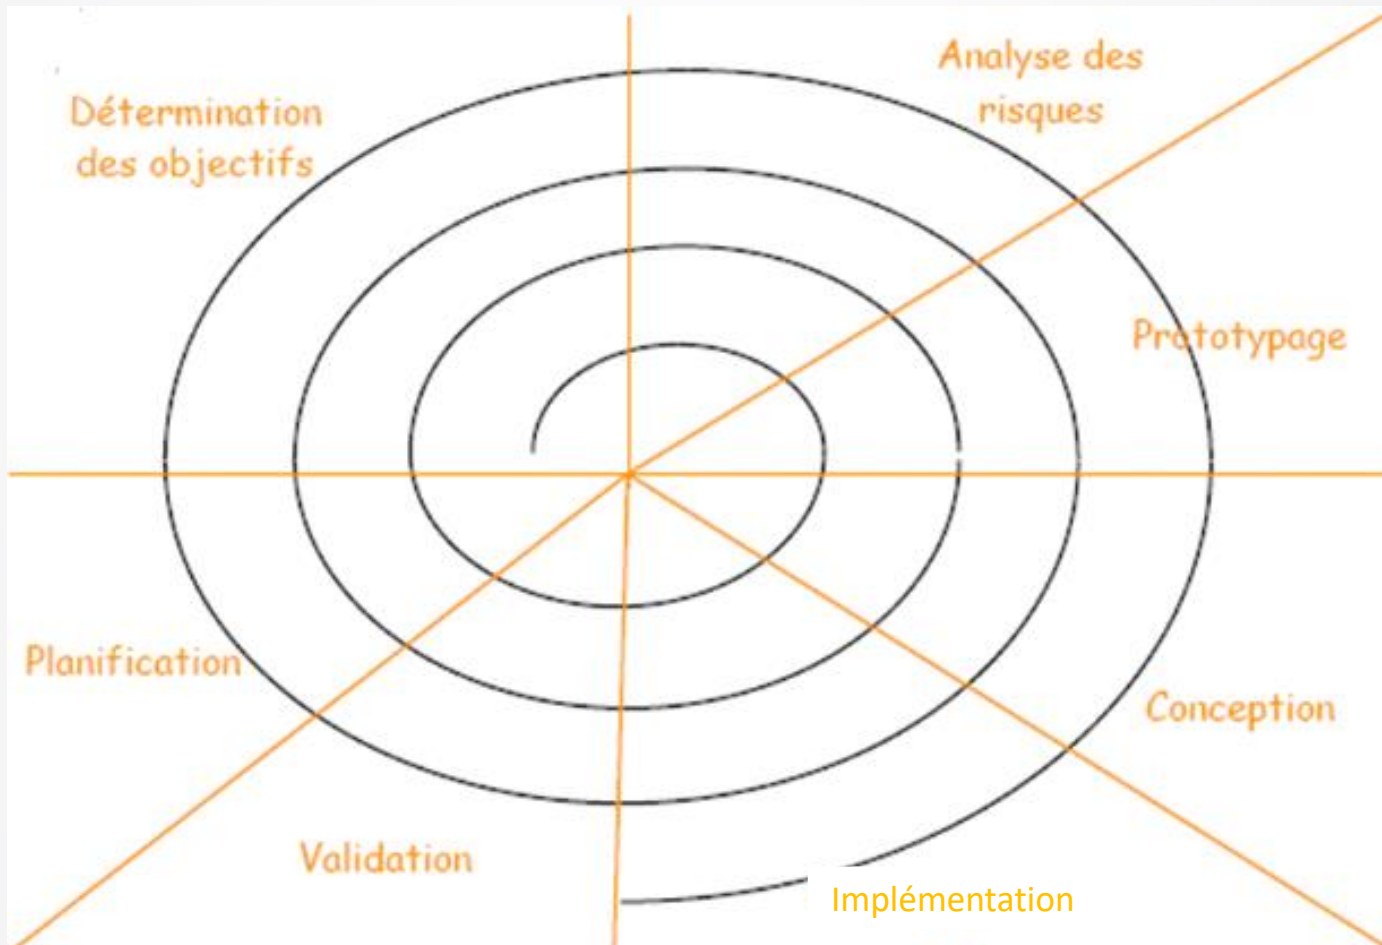 Analyse des
risques
Détermination
des objectifs
Prototypage
Planification
Conception
Validation
Implémentation